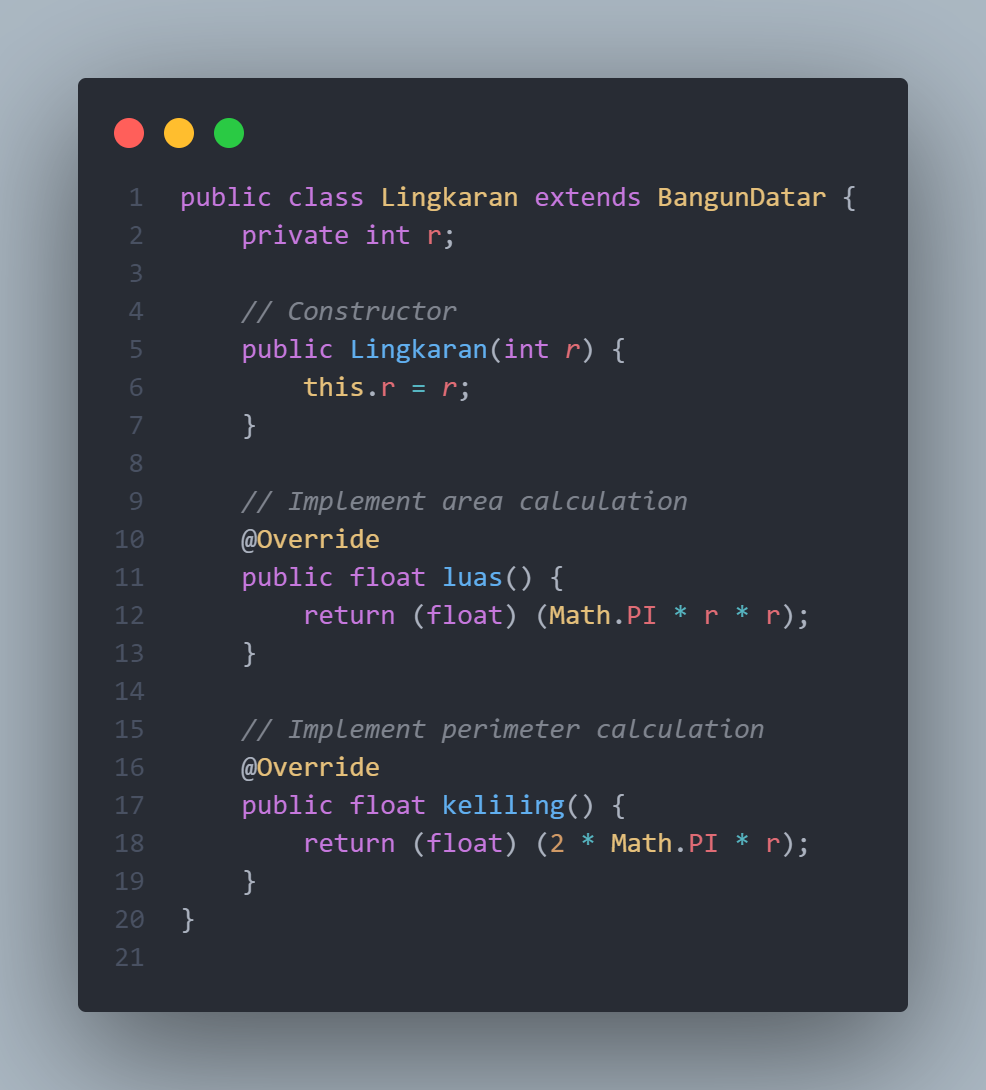 1 public class Lingkaran extends BangunDatar {
2     private int r;
3
4     // Constructor
5     public Lingkaran(int r) {
6         this.r = r;
7     }
8
9     // Implement area calculation
10     @Override
11     public float luas() {
12         return (float) (Math.PI * r * r);
13     }
14
15     // Implement perimeter calculation
16     @Override
17     public float keliling() {
18         return (float) (2 * Math.PI * r);
19     }
20 }
21